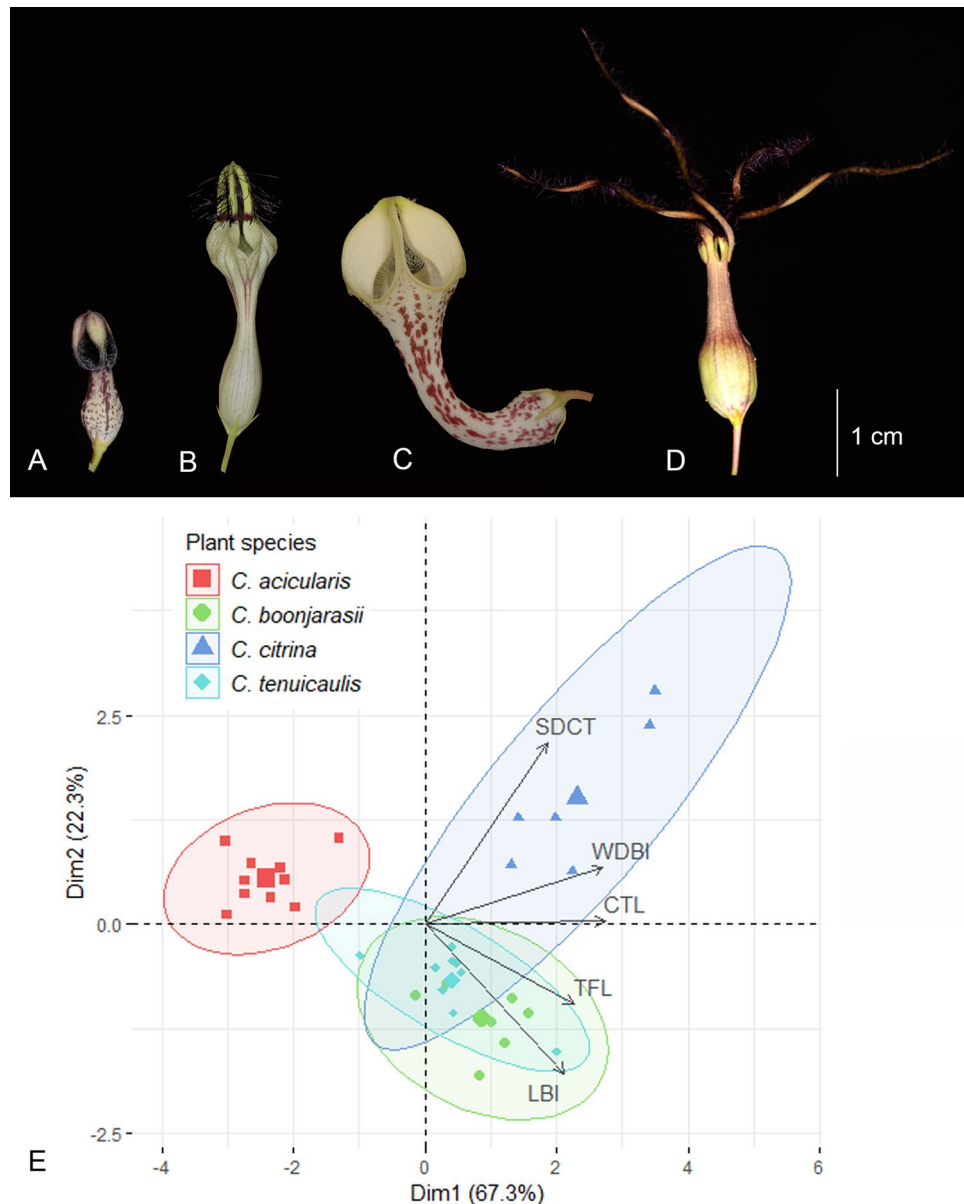 A
B
C
D
1 cm
Plant species
C. acicularis
C. boonjarasii
C. citrina
C. tenuicaulis
SDCT
WDBI
CTL
TFL
LBI
2.5
0.0
-2.5
Dim2 (22.3%)
-4
-2
0
2
4
6
Dim1 (67.3%)
E